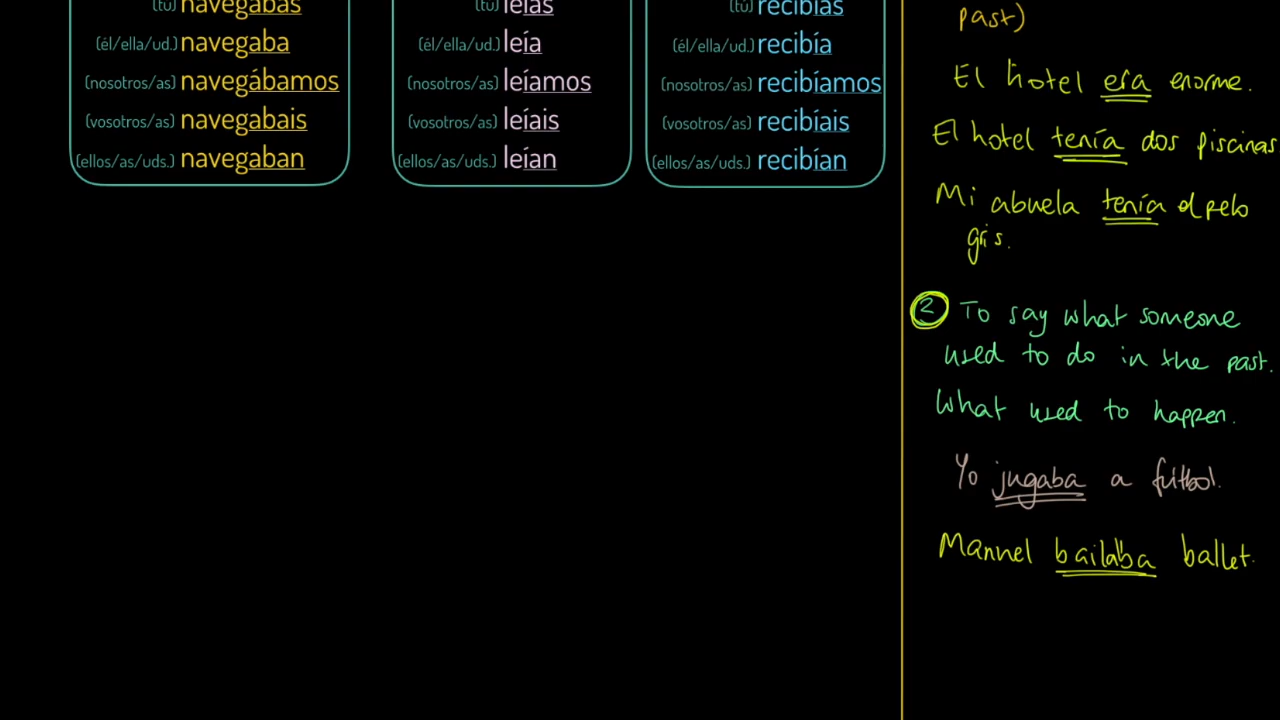 (tú) navegabas
(él/ella/ud.) navegaba
(nosotros/as) navegábamos
(vosotros/as) navegabais
(ellos/as/uds.) navegaban
(tú) leías
(él/ella/ud.) leía
(nosotros/as) leíamos
(vosotros/as) leíais
(ellos/as/uds.) leían
(tú) recibías
(él/ella/ud.) recibía
(nosotros/as) recibíamos
(vosotros/as) recibíais
(ellos/as/uds.) recibían
past)
El hotel era enorme.
El hotel tenía dos piscinas
Mi abuela tenía el pelo
gris.
2 To say what someone
used to do in the past.
What used to happen.
Yo jugaba a fútbol.
Manuel bailaba ballet.